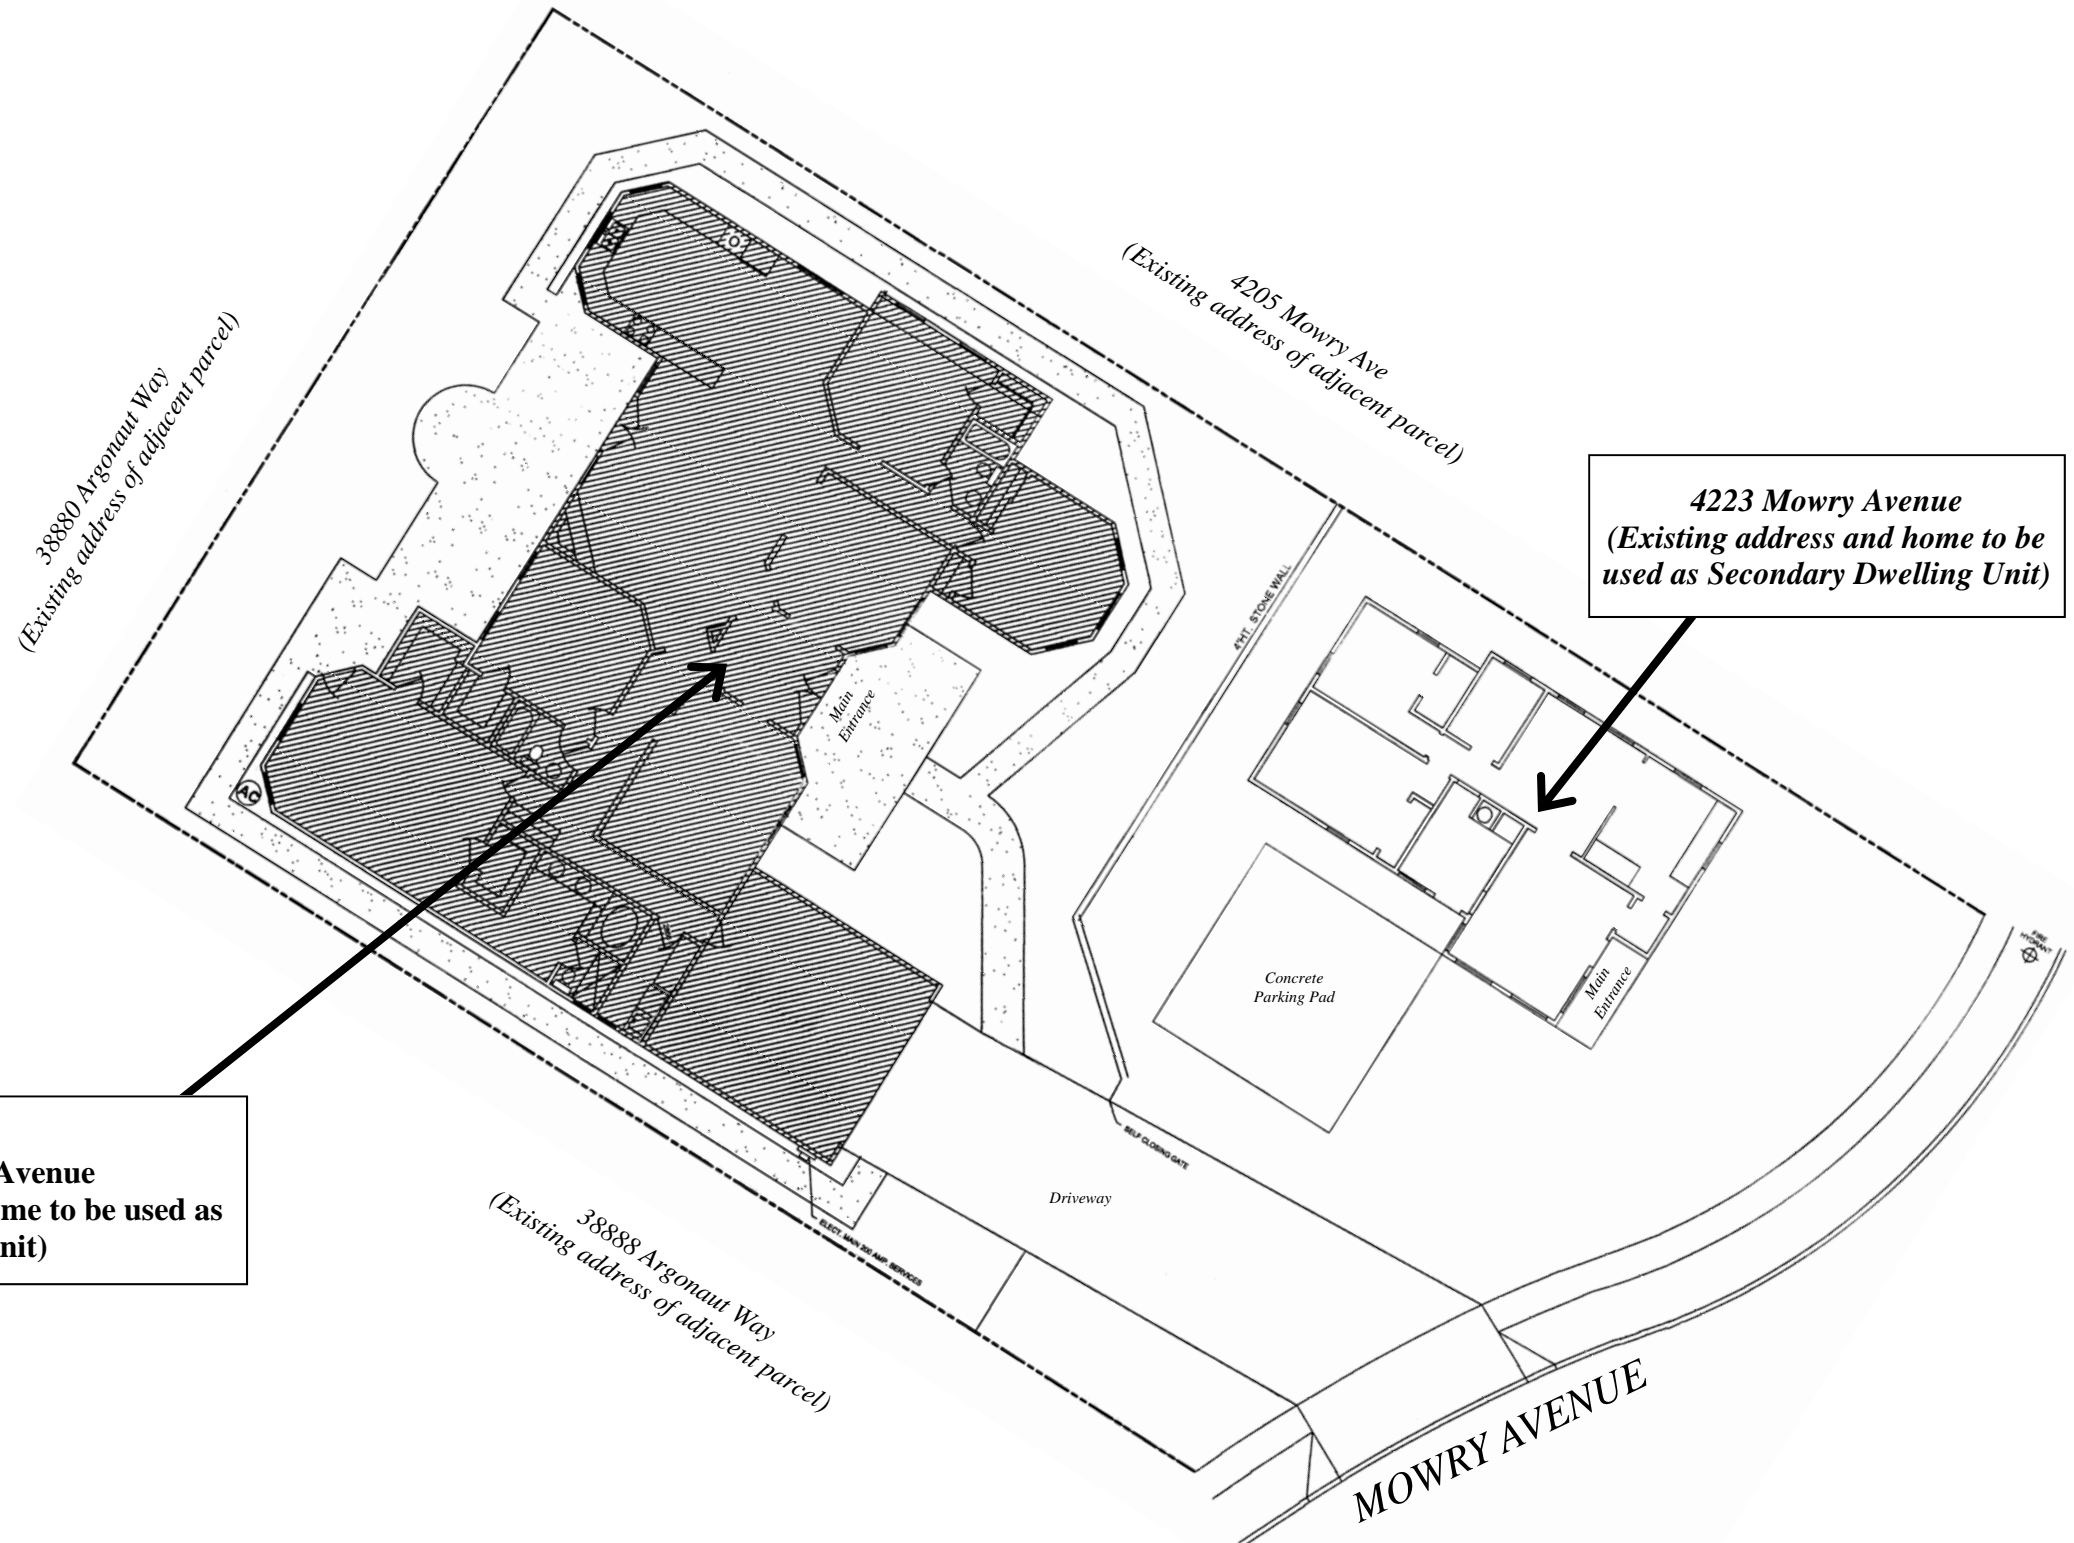 4205 Mowry Ave
(Existing address of adjacent parcel)
38880 Argonaut Way
(Existing address of adjacent parcel)
4223 Mowry Avenue
(Existing address and home to be
used as Secondary Dwelling Unit)
4'HT. STONE WALL
Main
Entrance
AC
FIRE
HYDRANT
Concrete
Parking Pad
Main
Entrance
SELF CLOSING GATE
Driveway
Avenue
me to be used as
nit)
ELECT. MAIN 200 AMP. SERVICES
38888 Argonaut Way
(Existing address of adjacent parcel)
MOWRY AVENUE